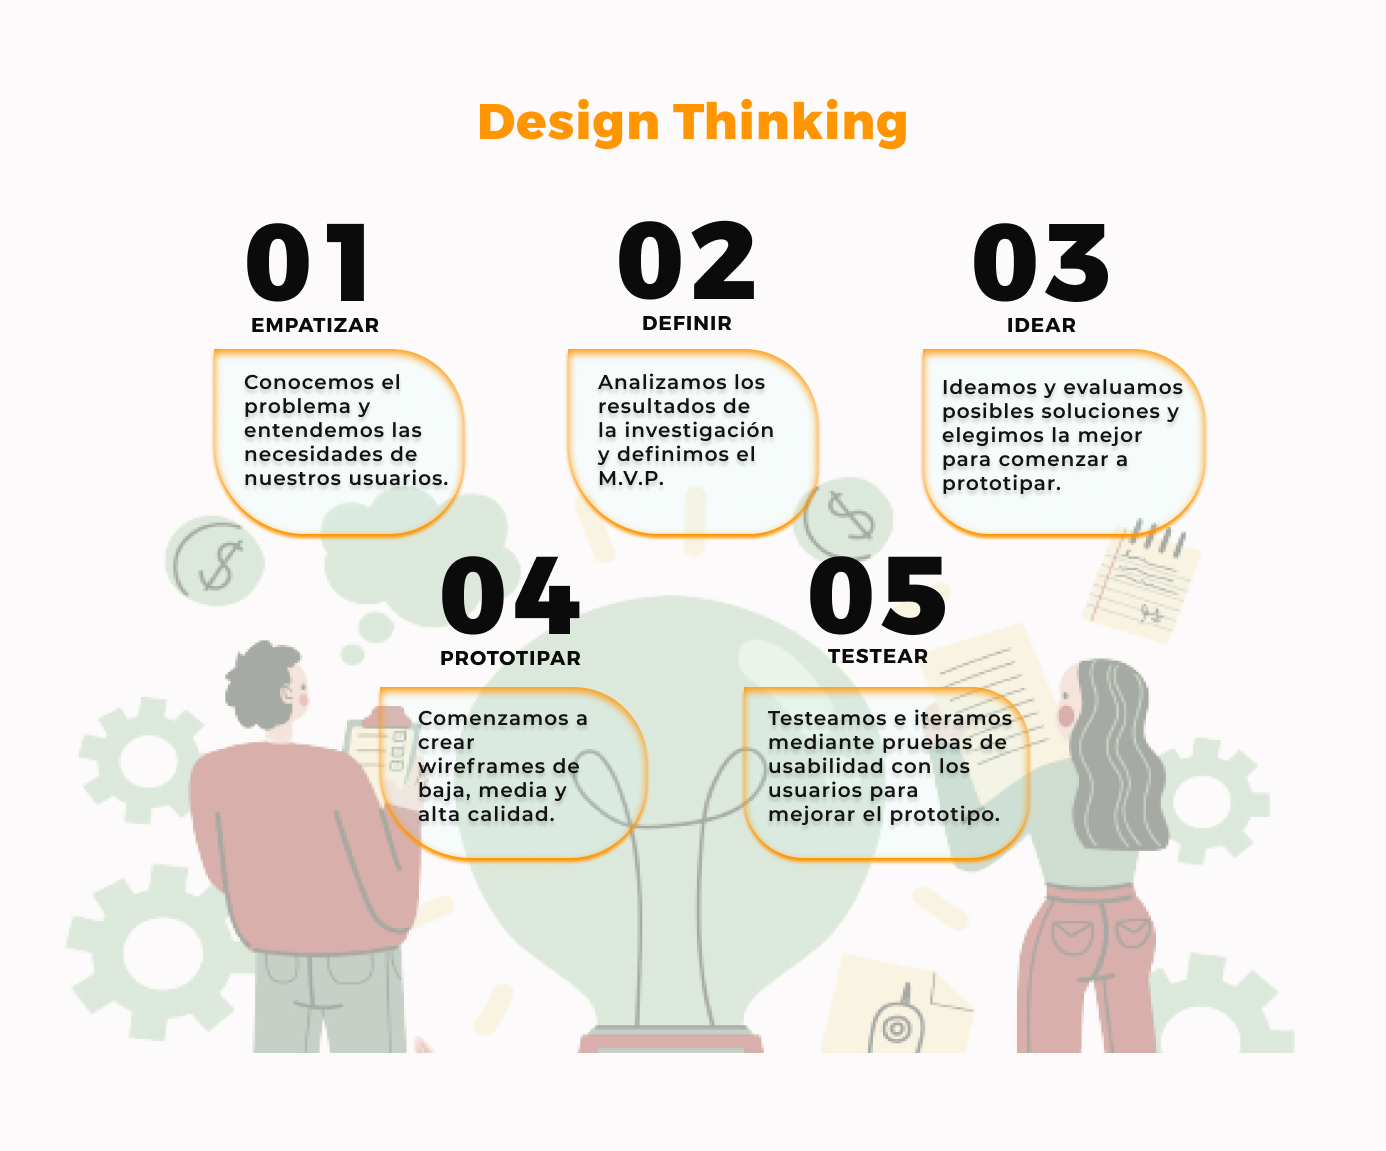 Design Thinking
01
EMPATIZAR
Conocemos el
problema y
entendemos las
necesidades de
nuestros usuarios.
02
DEFINIR
Analizamos los
resultados de
la investigación
y definimos el
M.V.P.
03
IDEAR
Ideamos y evaluamos
posibles soluciones y
elegimos la mejor
para comenzar a
prototipar.
04
PROTOTIPAR
Comenzamos a
crear
wireframes de
baja, media y
alta calidad.
05
TESTEAR
Testeamos e iteramos
mediante pruebas de
usabilidad con los
usuarios para
mejorar el prototipo.